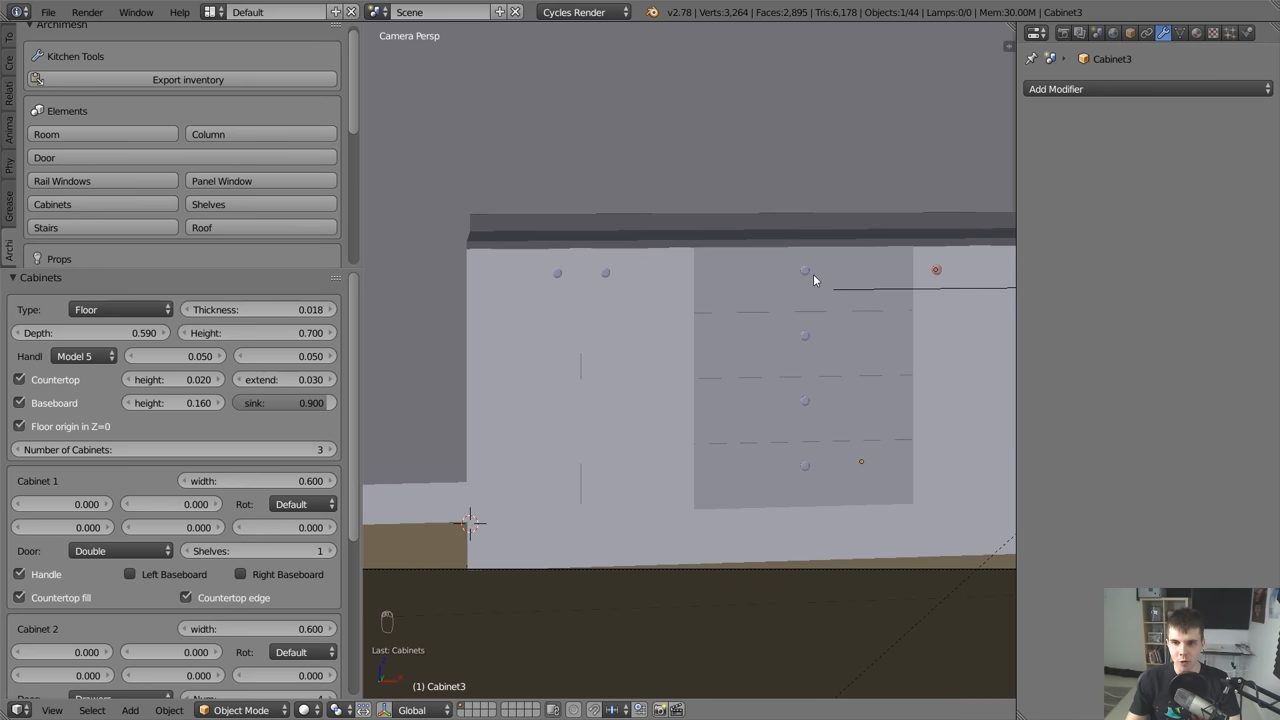 File Render Window Help Default Scene Cycles Render v2.78 | Verts:3,264 | Faces:2,895 | Tris:6,178 | Objects:1/44 | Lamps:0/0 | Mem:30.00M | Cabinet3
Archimesh
Kitchen Tools
Export inventory
Elements
Room Column
Door
Rail Windows Panel Window
Cabinets Shelves
Stairs Roof
Props
To
Cre
Relati
Anima
Phy
Grease
Archi
Cabinets
Type: Floor Thickness: 0.018
Depth: 0.590 Height: 0.700
Handl Model 5 0.050 0.050
Countertop height: 0.020 extend: 0.030
Baseboard height: 0.160 sink: 0.900
Floor origin in Z=0
Number of Cabinets: 3
Cabinet 1 width: 0.600
0.000 0.000 Rot: Default
0.000 0.000 0.000
Door: Double Shelves: 1
Handle Left Baseboard Right Baseboard
Countertop fill Countertop edge
Cabinet 2 width: 0.600
0.000 0.000 Rot: Default
0.000 0.000 0.000
Camera Persp
Last: Cabinets
(1) Cabinet3
View Select Add Object Object Mode Global
Cabinet3
Add Modifier